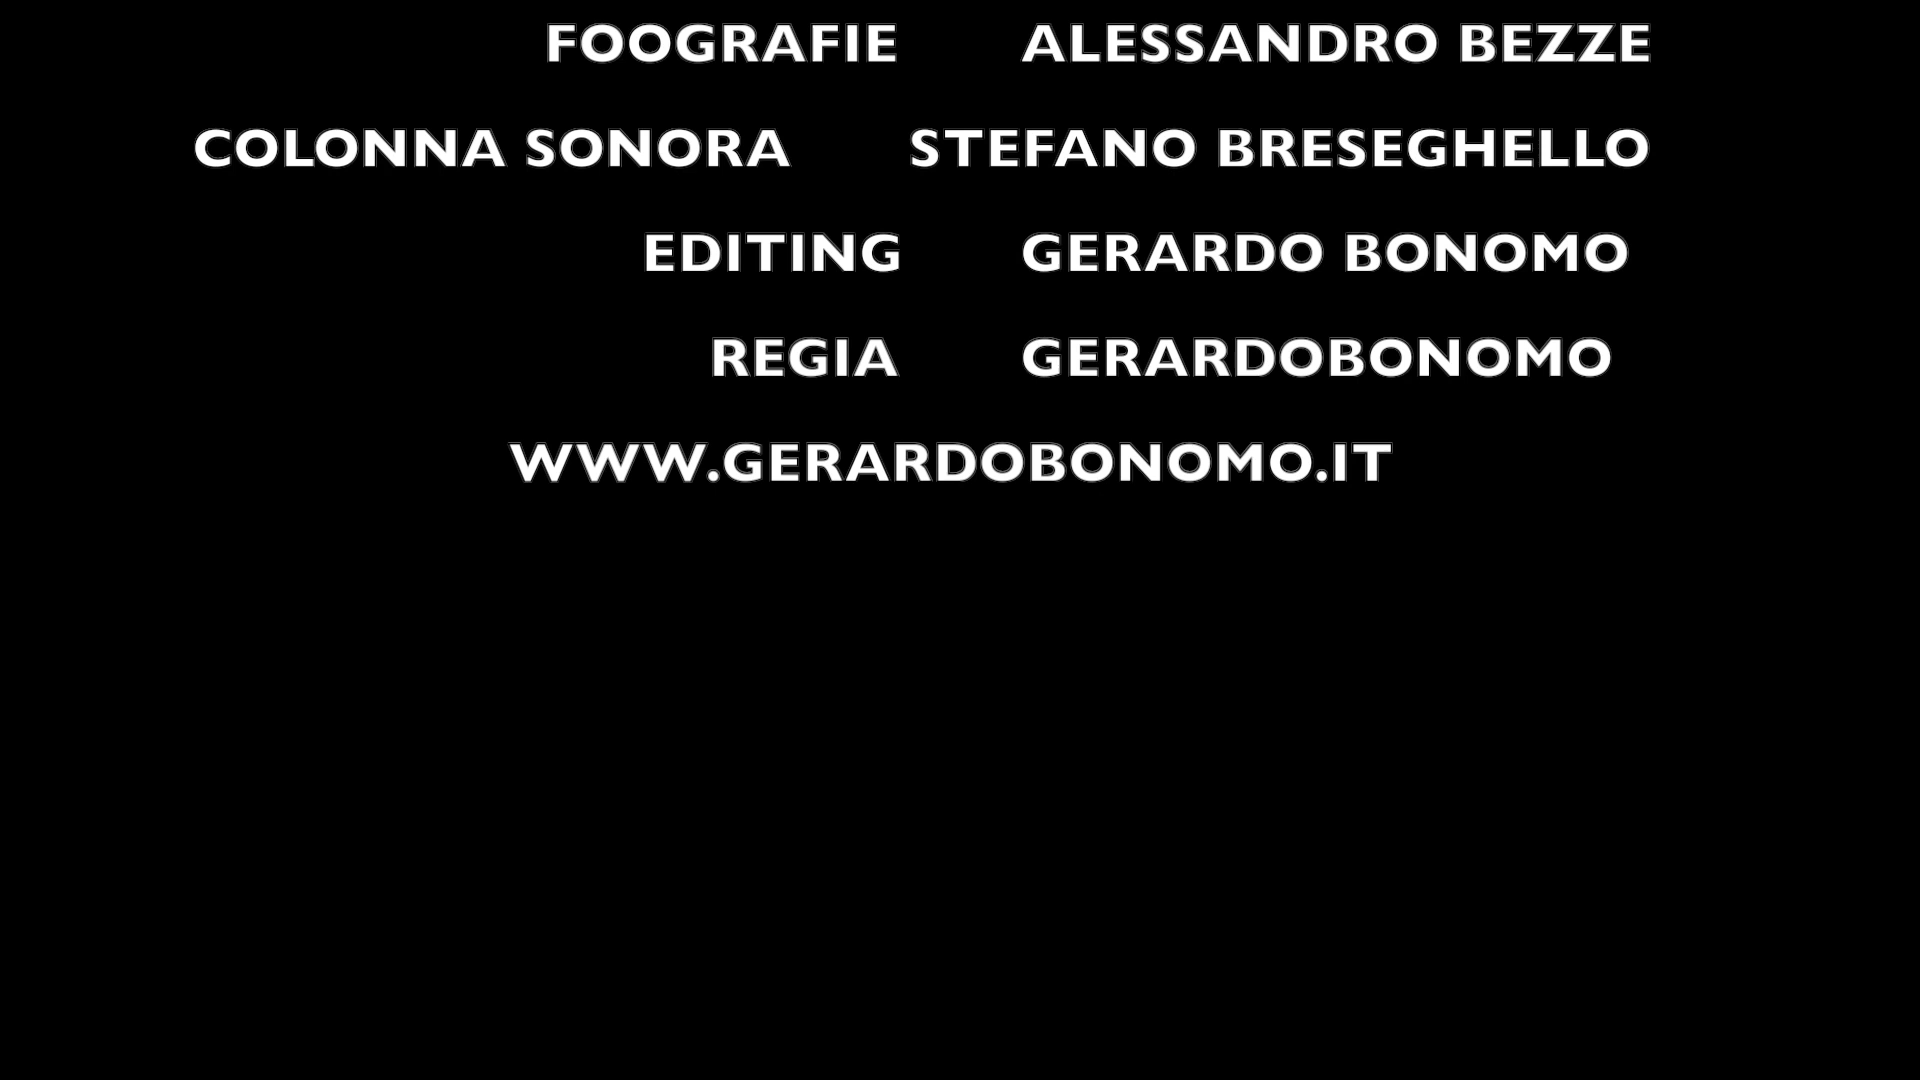 FOOGRAFIE ALESSANDRO BEZZE
COLONNA SONORA STEFANO BRESEGHELLO
EDITING GERARDO BONOMO
REGIA GERARDOBONOMO
WWW.GERARDOBONOMO.IT